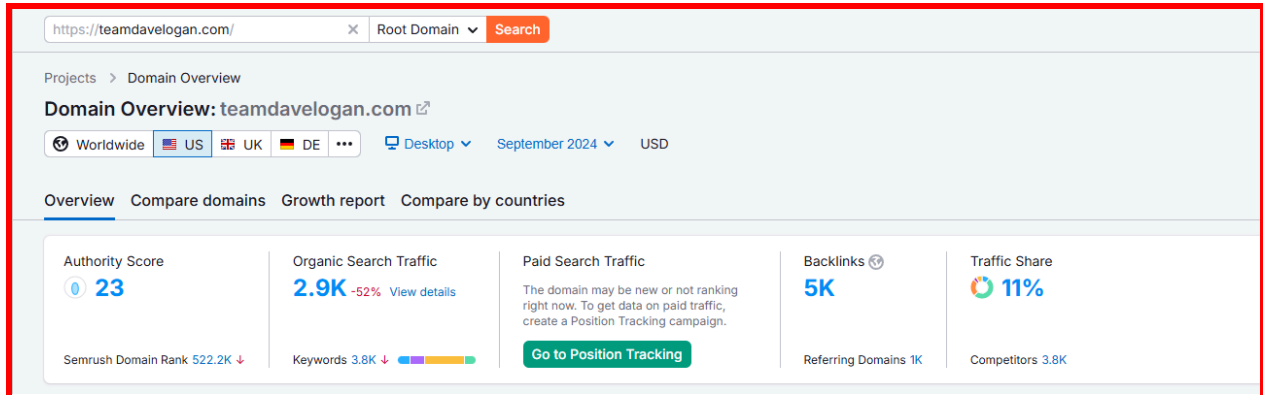 https://teamdavelogan.com/ × Root Domain Search
Projects > Domain Overview
Domain Overview: teamdavelogan.com
Worldwide US UK DE ••• Desktop September 2024 USD
Overview Compare domains Growth report Compare by countries
Authority Score
23
Semrush Domain Rank 522.2K ↓
Organic Search Traffic
2.9K -52% View details
Keywords 3.8K ↓
Paid Search Traffic
The domain may be new or not ranking
right now. To get data on paid traffic,
create a Position Tracking campaign.
Go to Position Tracking
Backlinks
5K
Referring Domains 1K
Traffic Share
11%
Competitors 3.8K